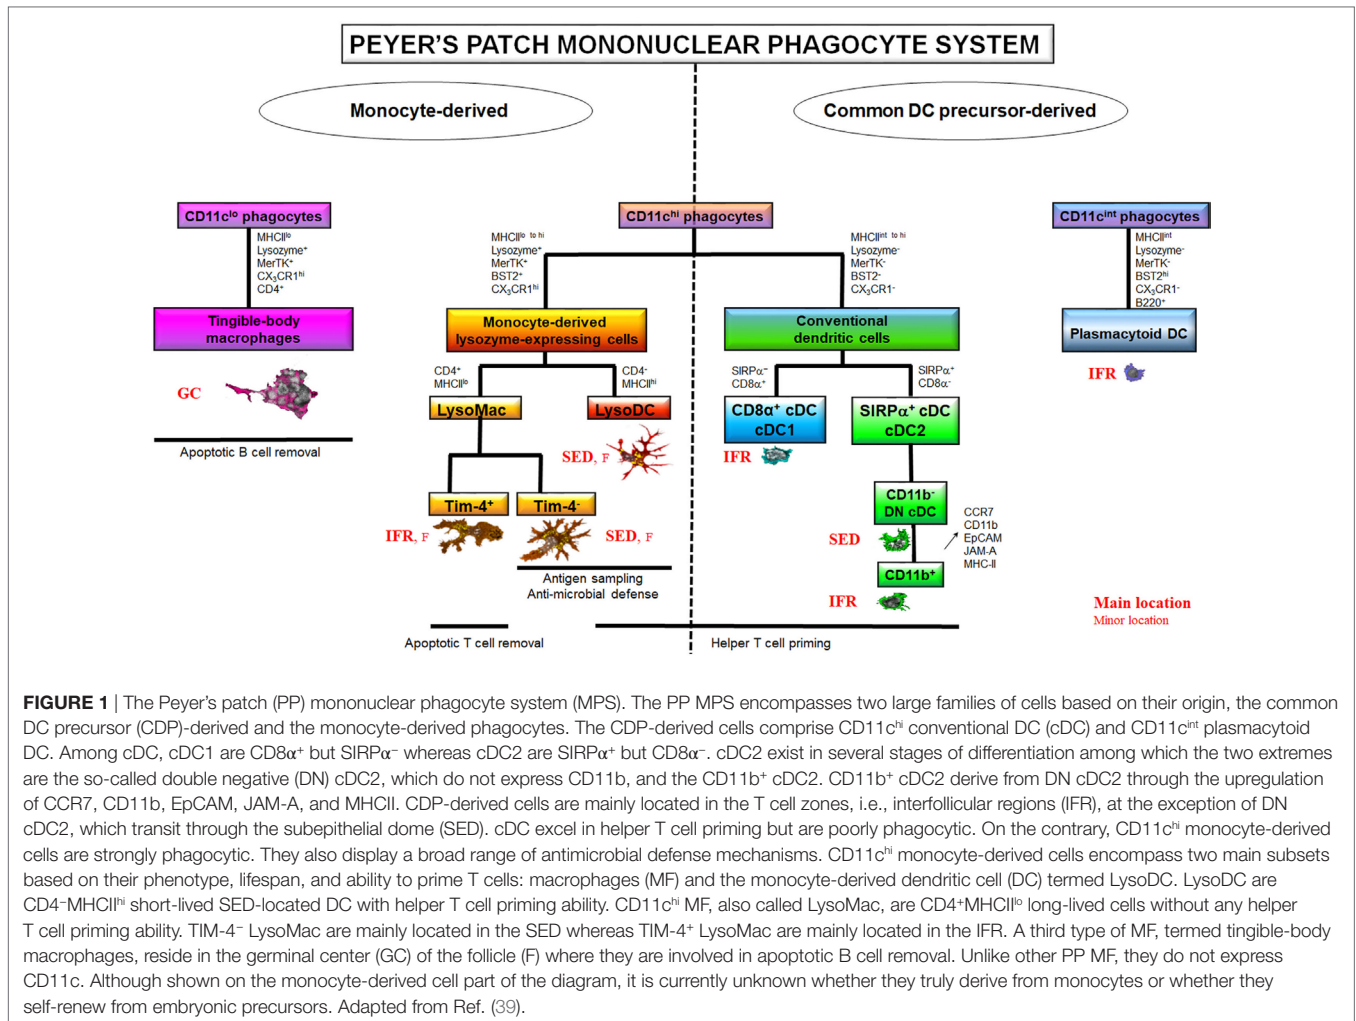 PEYER'S PATCH MONONUCLEAR PHAGOCYTE SYSTEM
Monocyte-derived
Common DC precursor-derived
CD11cˡᵒ phagocytes
MHCIIˡᵒ
Lysozyme⁺
MerTK⁺
CX₃CR1ʰⁱ
CD4⁺
Tingible-body
macrophages
GC
Apoptotic B cell removal
CD11cʰⁱ phagocytes
MHCIIˡᵒ ᵗᵒ ʰⁱ
Lysozyme⁺
MerTK⁺
BST2⁺
CX₃CR1ʰⁱ
Monocyte-derived
lysozyme-expressing cells
CD4⁺
MHCIIˡᵒ
CD4⁻
MHCIIʰⁱ
LysoMac
LysoDC
SED, F
Tim-4⁺
Tim-4⁻
IFR, F
SED, F
Antigen sampling
Anti-microbial defense
Apoptotic T cell removal
MHCIIⁱⁿᵗ ᵗᵒ ʰⁱ
Lysozyme⁻
MerTK⁻
BST2⁻
CX₃CR1⁻
Conventional
dendritic cells
SIRPα⁻
CD8α⁺
SIRPα⁺
CD8α⁻
CD8α⁺ cDC
cDC1
SIRPα⁺ cDC
cDC2
IFR
CD11b⁻
DN cDC
SED
CCR7
CD11b
EpCAM
JAM-A
MHC-II
CD11b⁺
IFR
Helper T cell priming
CD11cⁱⁿᵗ phagocytes
MHCIIⁱⁿᵗ
Lysozyme⁻
MerTK⁻
BST2ʰⁱ
CX₃CR1⁻
B220⁺
Plasmacytoid DC
IFR
Main location
Minor location
FIGURE 1 | The Peyer's patch (PP) mononuclear phagocyte system (MPS). The PP MPS encompasses two large families of cells based on their origin, the common
DC precursor (CDP)-derived and the monocyte-derived phagocytes. The CDP-derived cells comprise CD11cʰⁱ conventional DC (cDC) and CD11cⁱⁿᵗ plasmacytoid
DC. Among cDC, cDC1 are CD8α⁺ but SIRPα⁻ whereas cDC2 are SIRPα⁺ but CD8α⁻. cDC2 exist in several stages of differentiation among which the two extremes
are the so-called double negative (DN) cDC2, which do not express CD11b, and the CD11b⁺ cDC2. CD11b⁺ cDC2 derive from DN cDC2 through the upregulation
of CCR7, CD11b, EpCAM, JAM-A, and MHCII. CDP-derived cells are mainly located in the T cell zones, i.e., interfollicular regions (IFR), at the exception of DN
cDC2, which transit through the subepithelial dome (SED). cDC excel in helper T cell priming but are poorly phagocytic. On the contrary, CD11cʰⁱ monocyte-derived
cells are strongly phagocytic. They also display a broad range of antimicrobial defense mechanisms. CD11cʰⁱ monocyte-derived cells encompass two main subsets
based on their phenotype, lifespan, and ability to prime T cells: macrophages (MF) and the monocyte-derived dendritic cell (DC) termed LysoDC. LysoDC are
CD4⁻MHCIIʰⁱ short-lived SED-located DC with helper T cell priming ability. CD11cʰⁱ MF, also called LysoMac, are CD4⁺MHCIIˡᵒ long-lived cells without any helper
T cell priming ability. TIM-4⁻ LysoMac are mainly located in the SED whereas TIM-4⁺ LysoMac are mainly located in the IFR. A third type of MF, termed tingible-body
macrophages, reside in the germinal center (GC) of the follicle (F) where they are involved in apoptotic B cell removal. Unlike other PP MF, they do not express
CD11c. Although shown on the monocyte-derived cell part of the diagram, it is currently unknown whether they truly derive from monocytes or whether they
self-renew from embryonic precursors. Adapted from Ref. (39).